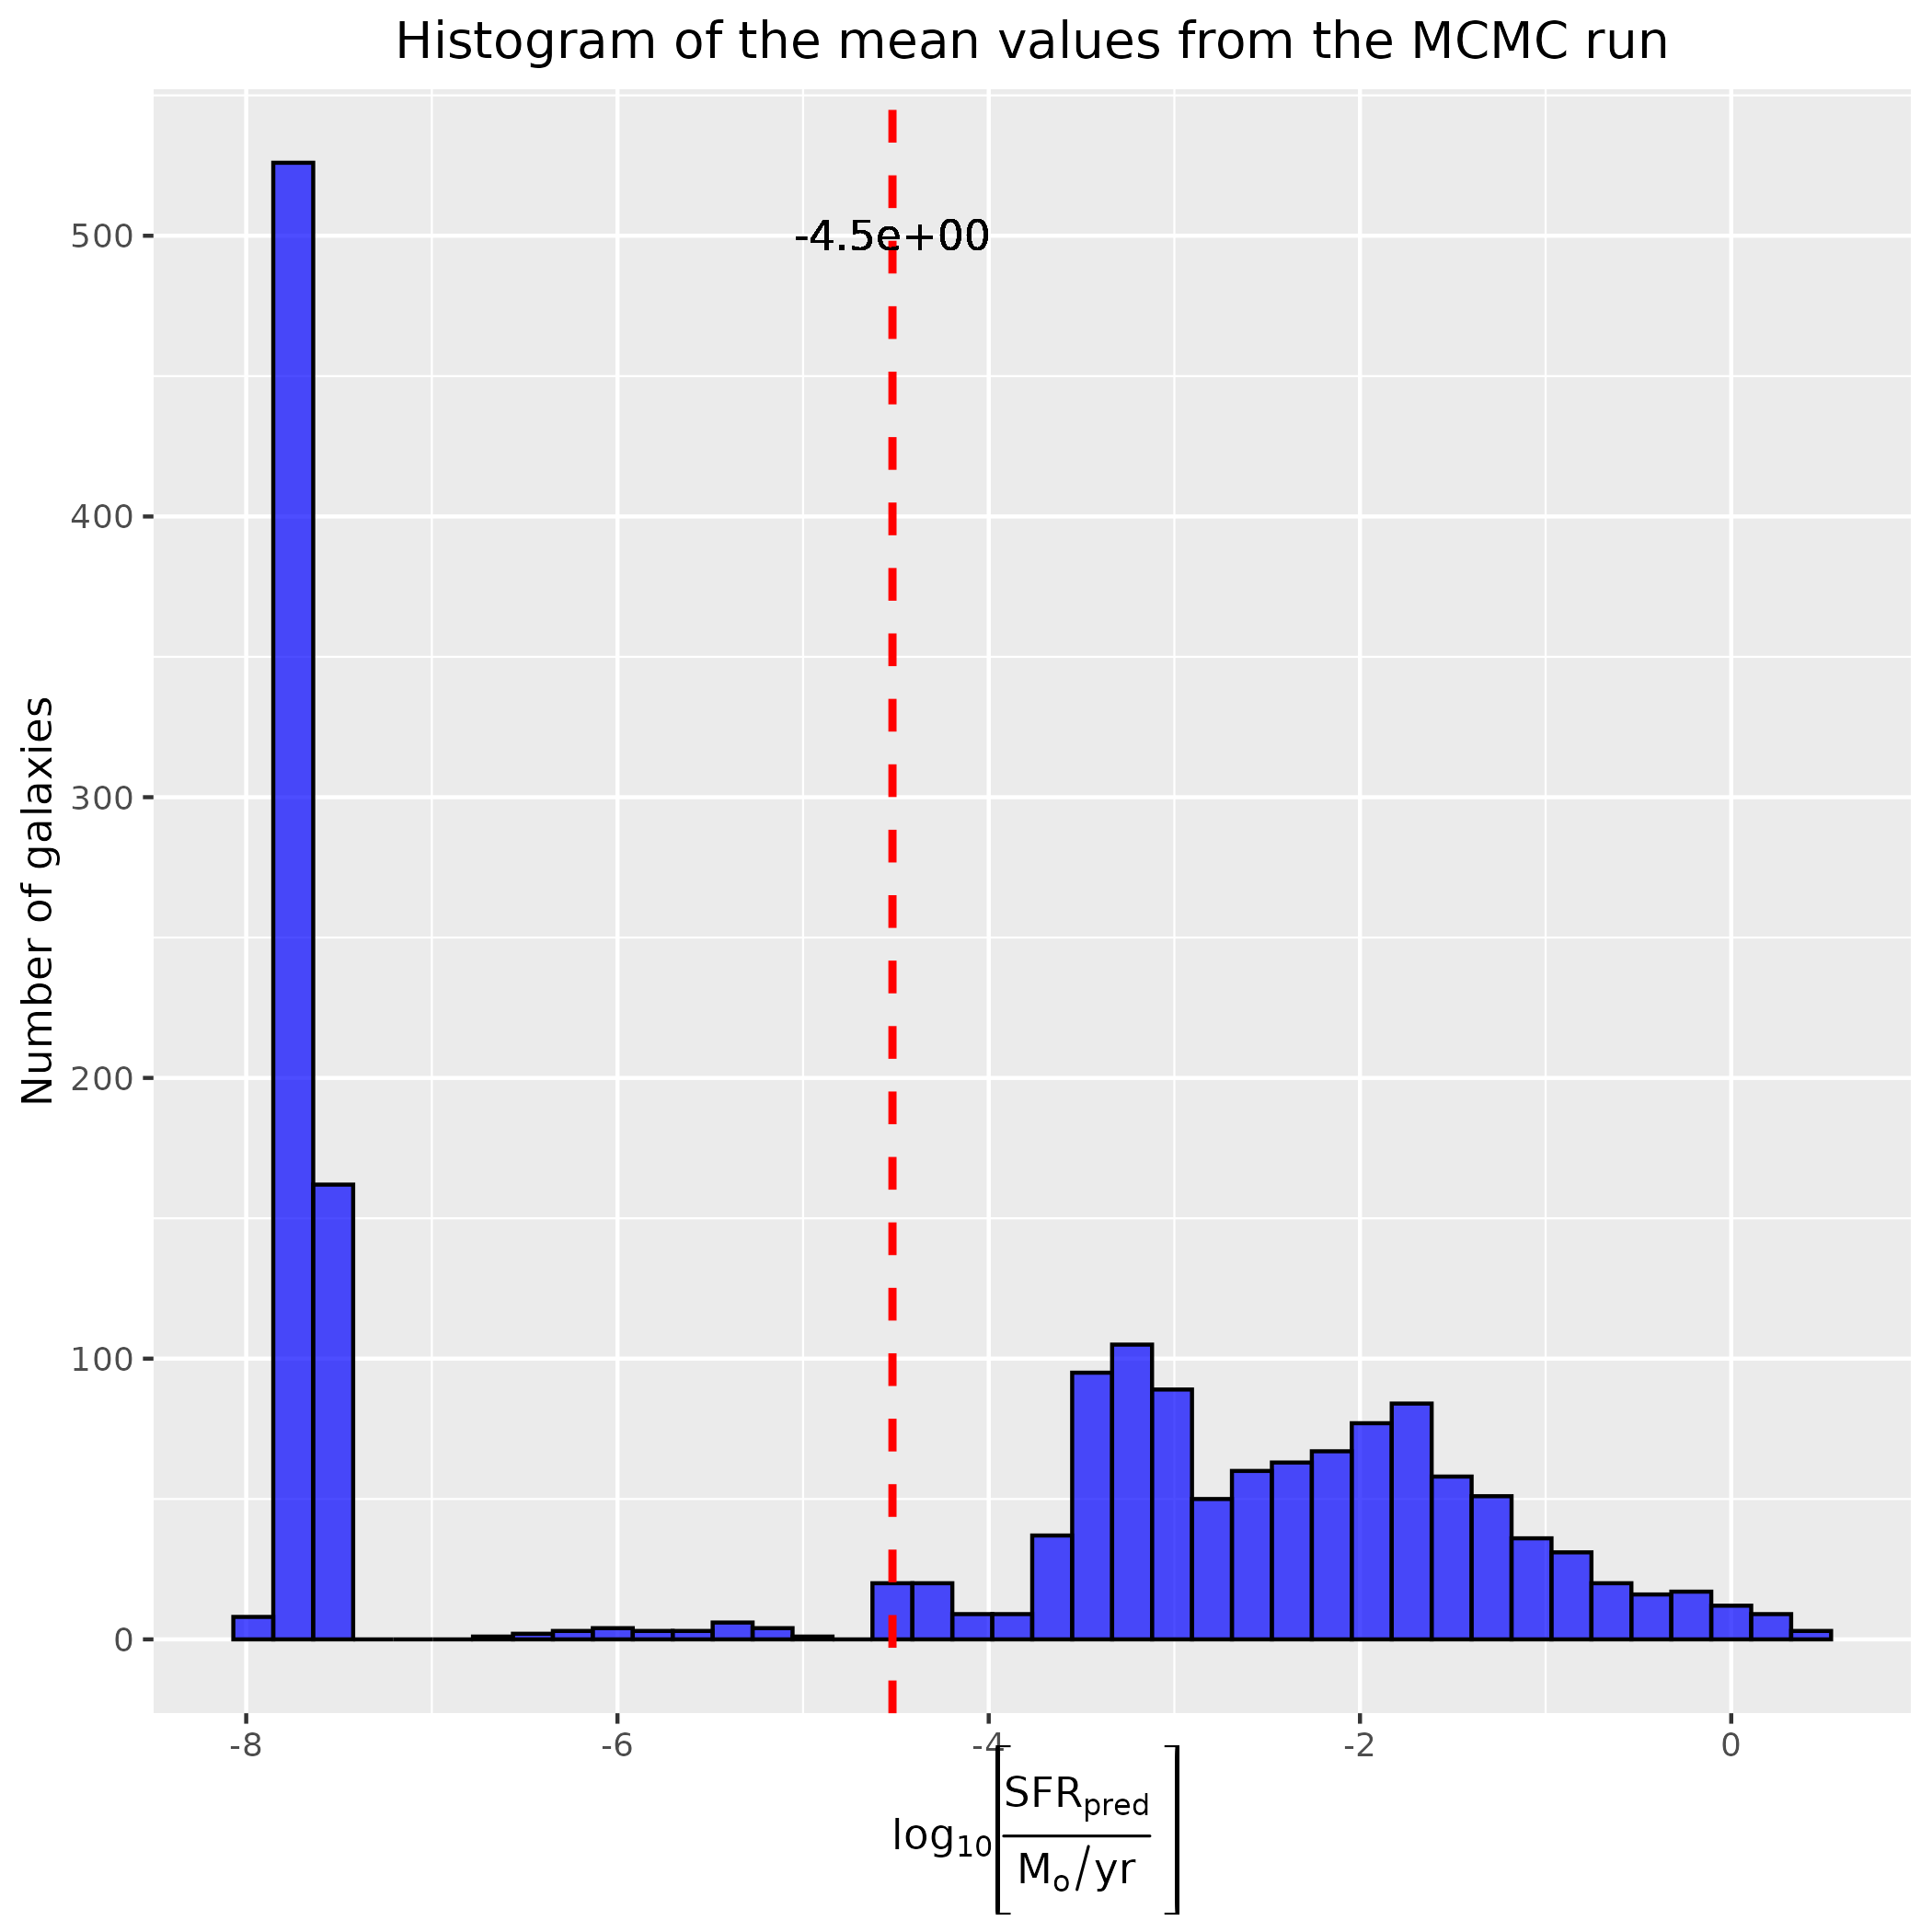 Histogram of the mean values from the MCMC run
Number of galaxies
500
400
300
200
100
0
-4.5e+00
-8 -6 -4 -2 0
log10[SFRpred
Mo/yr]